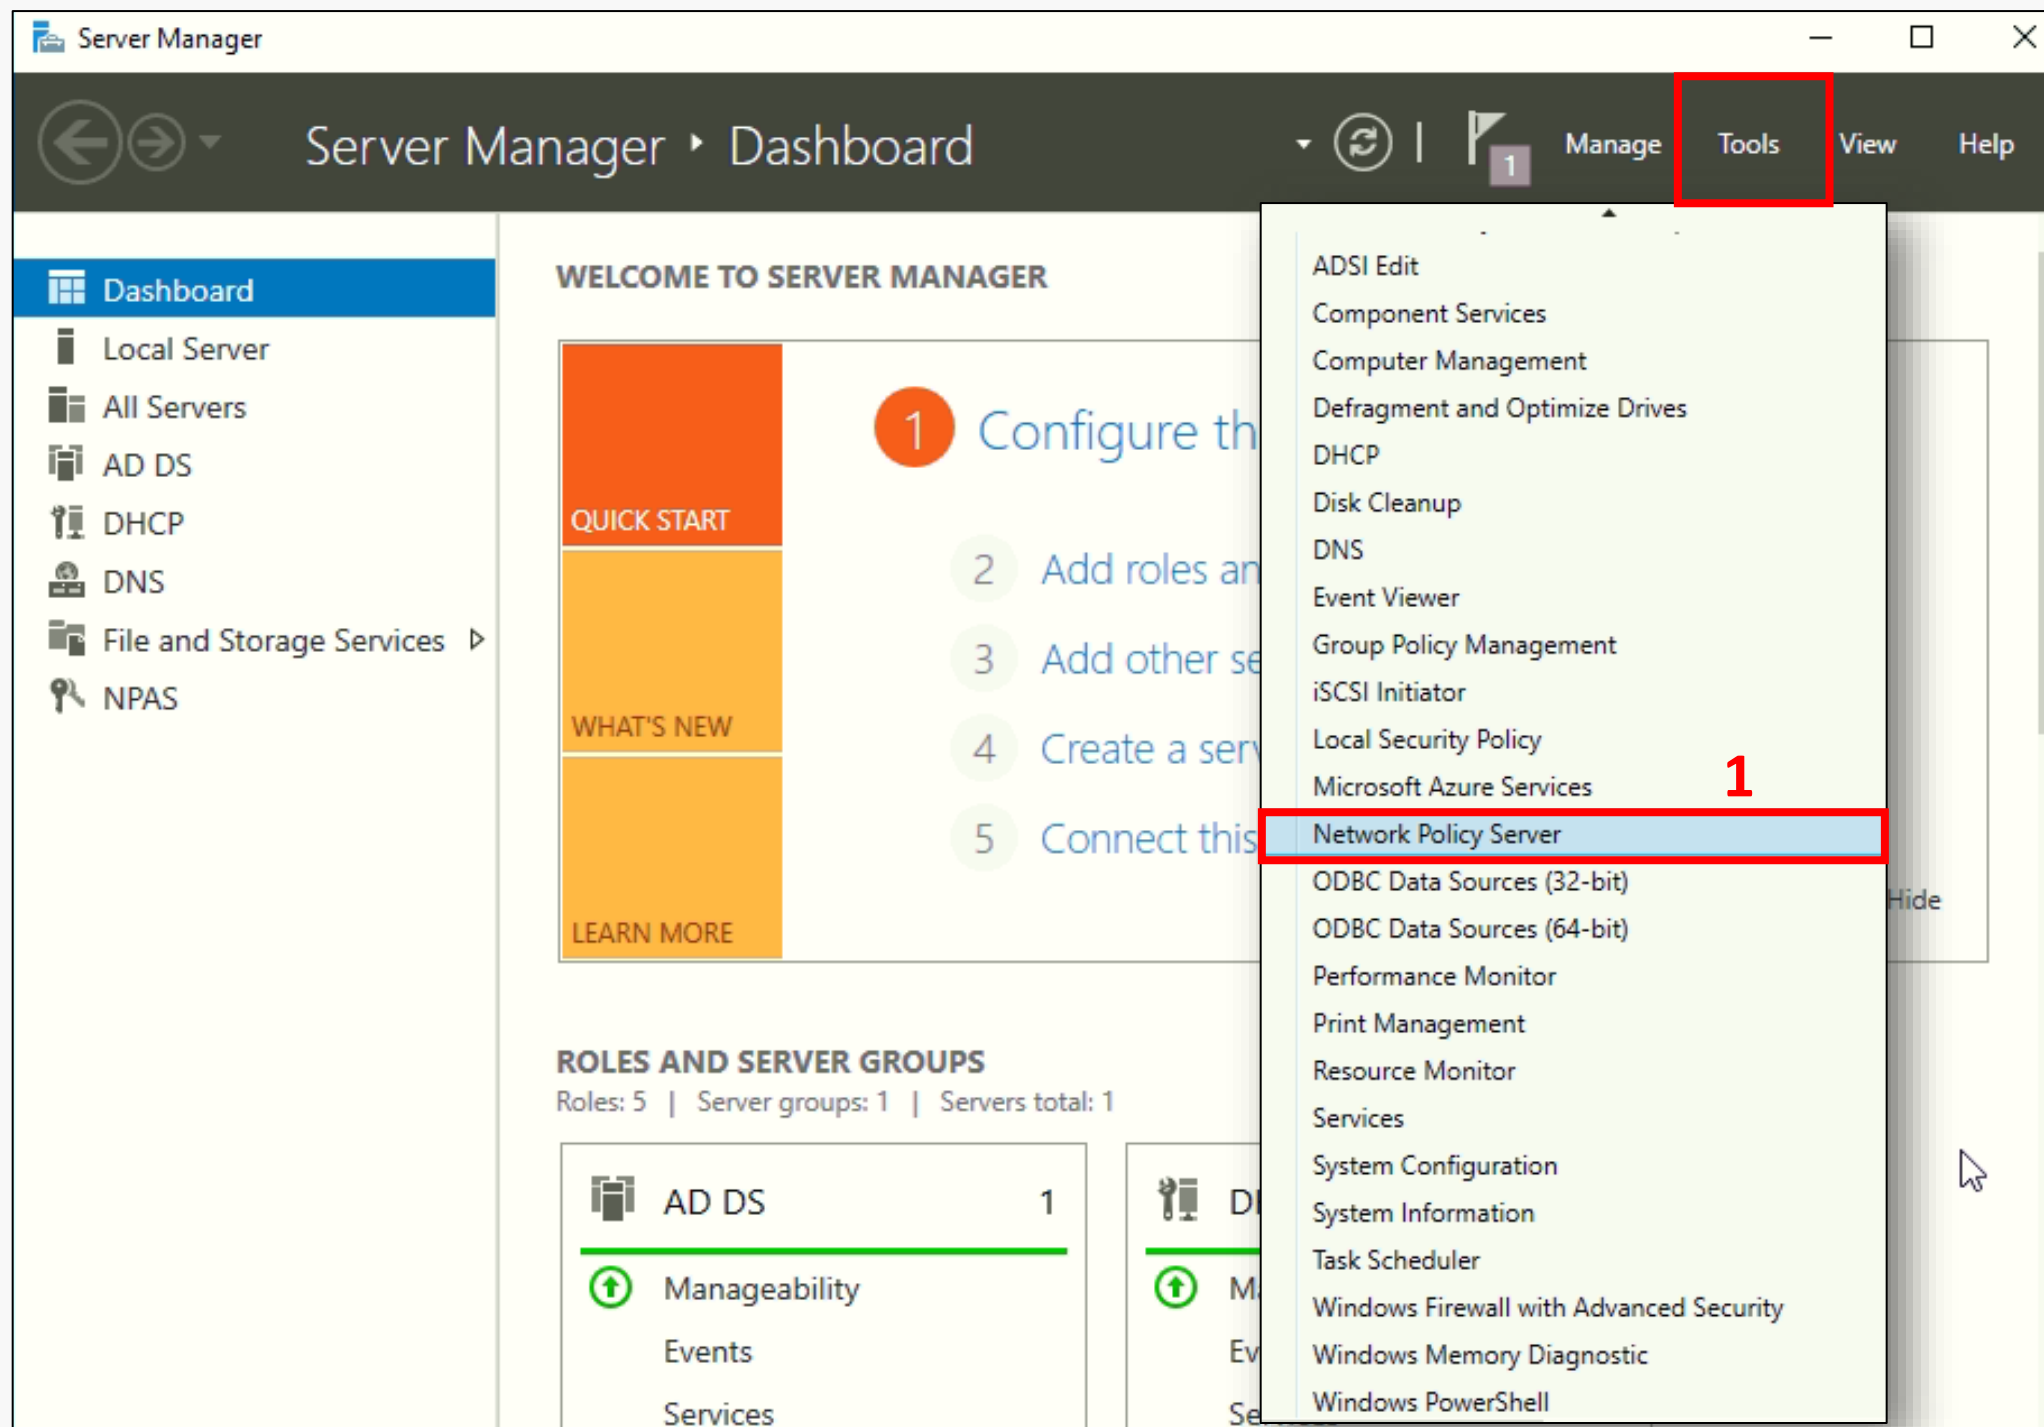 Server Manager
Server Manager Dashboard
1
Manage
Tools
View
Help
Dashboard
Local Server
All Servers
AD DS
DHCP
DNS
File and Storage Services
NPAS
WELCOME TO SERVER MANAGER
QUICK START
WHAT'S NEW
LEARN MORE
1 Configure th
2 Add roles an
3 Add other se
4 Create a serv
5 Connect this
Hide
ROLES AND SERVER GROUPS
Roles: 5 | Server groups: 1 | Servers total: 1
AD DS 1
Manageability
Events
Services
ADSI Edit
Component Services
Computer Management
Defragment and Optimize Drives
DHCP
Disk Cleanup
DNS
Event Viewer
Group Policy Management
iSCSI Initiator
Local Security Policy
Microsoft Azure Services
1
Network Policy Server
ODBC Data Sources (32-bit)
ODBC Data Sources (64-bit)
Performance Monitor
Print Management
Resource Monitor
Services
System Configuration
System Information
Task Scheduler
Windows Firewall with Advanced Security
Windows Memory Diagnostic
Windows PowerShell